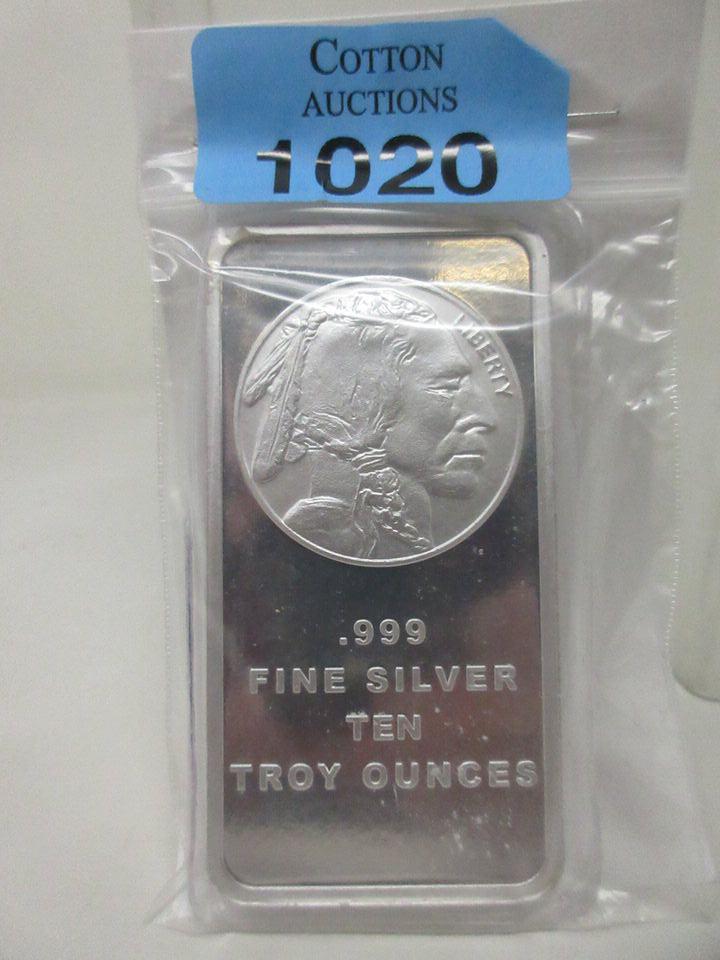 COTTON
AUCTIONS
1020
LIBERTY
.999
FINE SILVER
TEN
TROY OUNCES